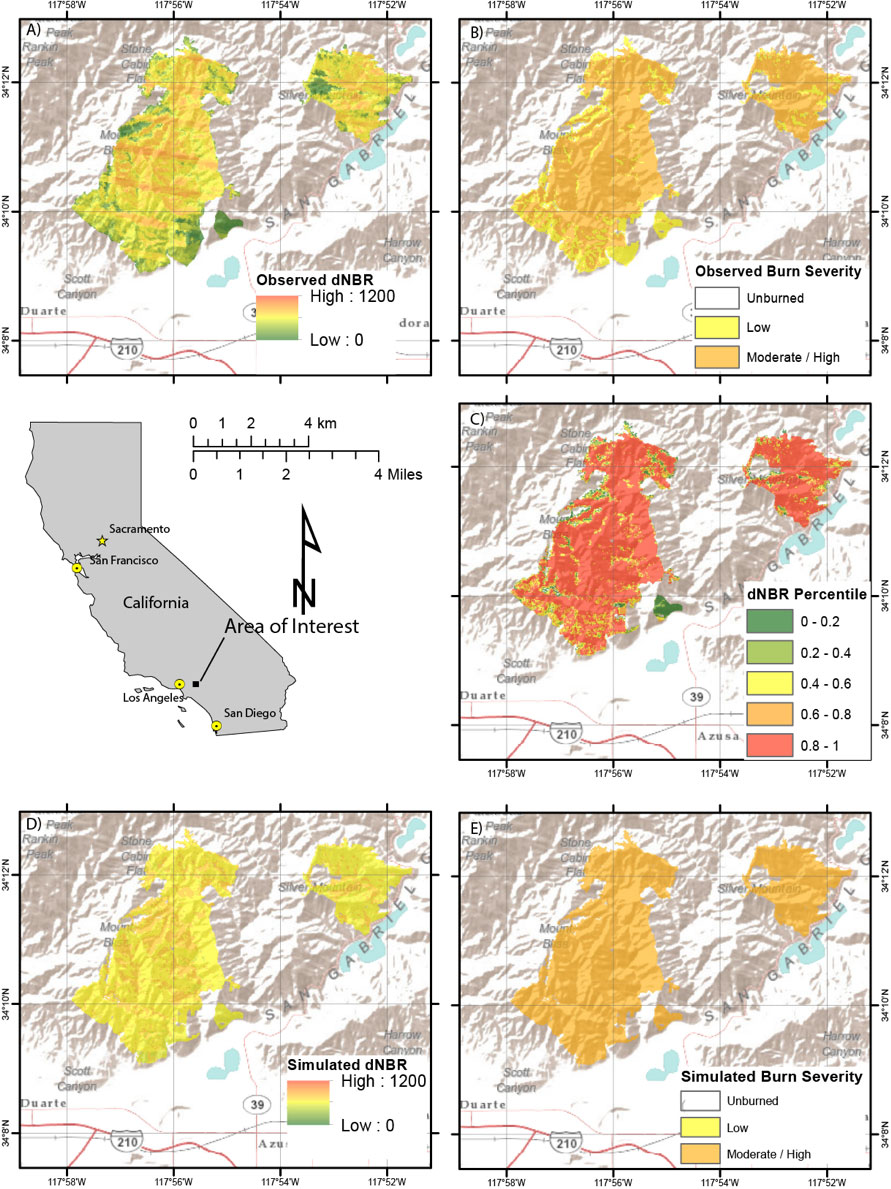 117°58'W 117°56'W 117°54'W 117°52'W
A)
Peak
Rankin
Peak
Stone
Cabin
Flat
Silver Mountain
34°12'N
Mount
34°10'N
SAN GABRIEL
Harrow
Canyon
Scott
Canyon
Observed dNBR
High : 1200
Low : 0
Duarte
dora
34°8'N
210
B)
Peak
Rankin
Peak
Stone
Cabin
Flat
Silver Mountain
34°12'N
Mount
34°10'N
SAN GABRIEL
Harrow
Canyon
Scott
Canyon
Observed Burn Severity
Unburned
Low
Moderate / High
Duarte
34°8'N
210
0 1 2 4 km
0 1 2 4 Miles
N
Sacramento
San Francisco
California
Area of Interest
Los Angeles
San Diego
C)
Peak
Rankin
Peak
Stone
Cabin
Flat
Silver Mountain
34°12'N
Mount
34°10'N
SAN GABRIEL
Scott
Canyon
dNBR Percentile
0 - 0.2
0.2 - 0.4
0.4 - 0.6
0.6 - 0.8
0.8 - 1
Duarte
39
34°8'N
210
Azusa
117°58'W 117°56'W 117°54'W 117°52'W
D)
Peak
Rankin
Peak
Stone
Cabin
Flat
Silver Mountain
34°12'N
Mount
34°10'N
SAN GABRIEL
Harrow
Canyon
Scott
Canyon
Simulated dNBR
High : 1200
Low : 0
Duarte
39
34°8'N
210
Azu
117°58'W 117°56'W 117°54'W 117°52'W
E)
Peak
Rankin
Peak
Stone
Cabin
Flat
Silver Mountain
34°12'N
Mount
34°10'N
SAN GABRIEL
Harrow
Canyon
Scott
Canyon
Simulated Burn Severity
Unburned
Low
Moderate / High
Duarte
39
34°8'N
210
117°58'W 117°56'W 117°54'W 117°52'W